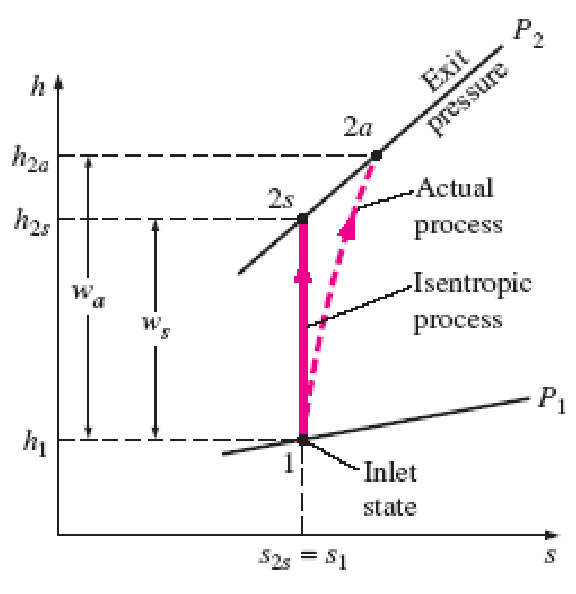 P₂
Exit
pressure
h
2a
h₂ₐ
2s
h₂ₛ
Actual
process
wₐ
wₛ
Isentropic
process
P₁
h₁
1
Inlet
state
s₂ₛ = s₁
s